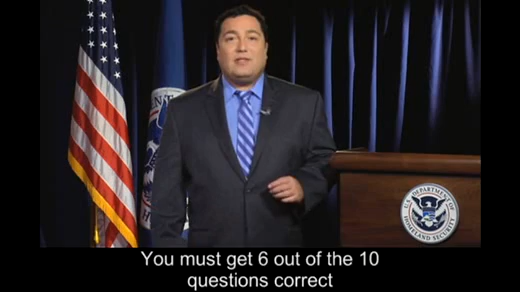 U.S. DEPARTMENT OF
HOMELAND SECURITY
You must get 6 out of the 10
questions correct